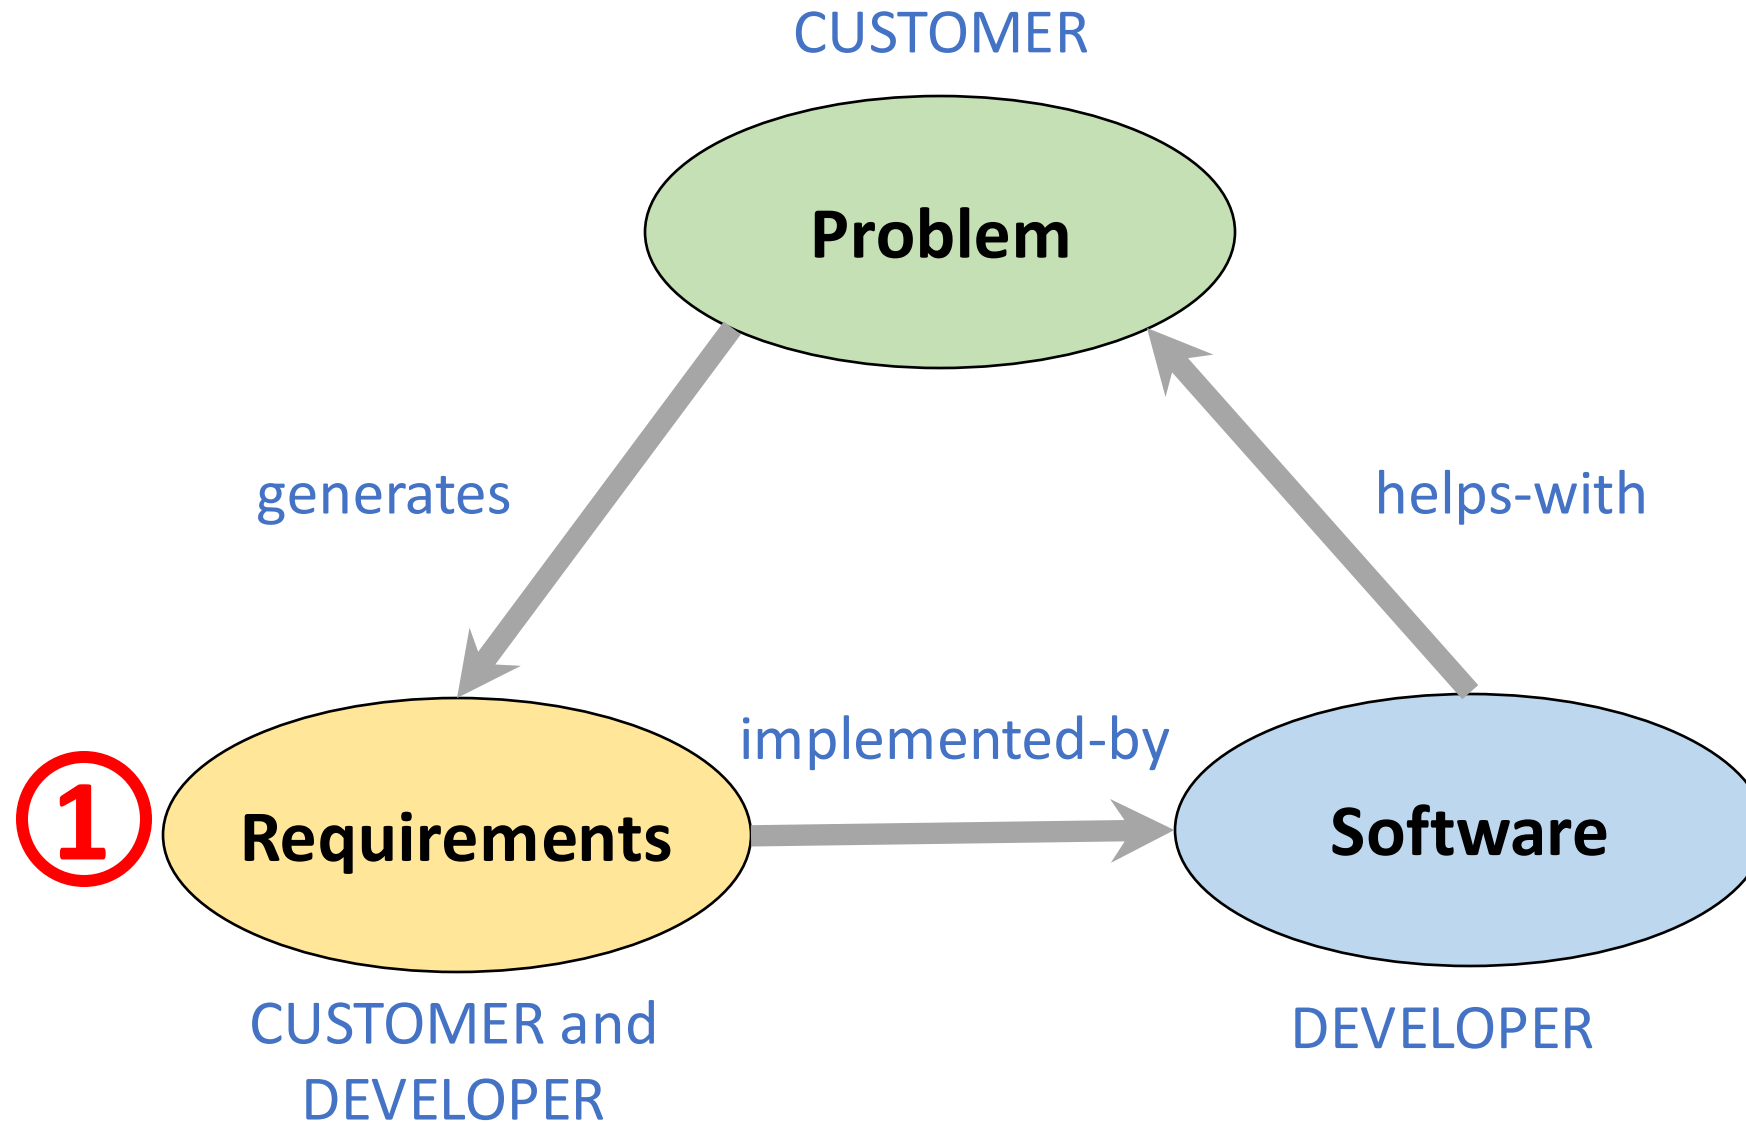 CUSTOMER
Problem
generates
helps-with
implemented-by
1
Requirements
Software
CUSTOMER and
DEVELOPER
DEVELOPER